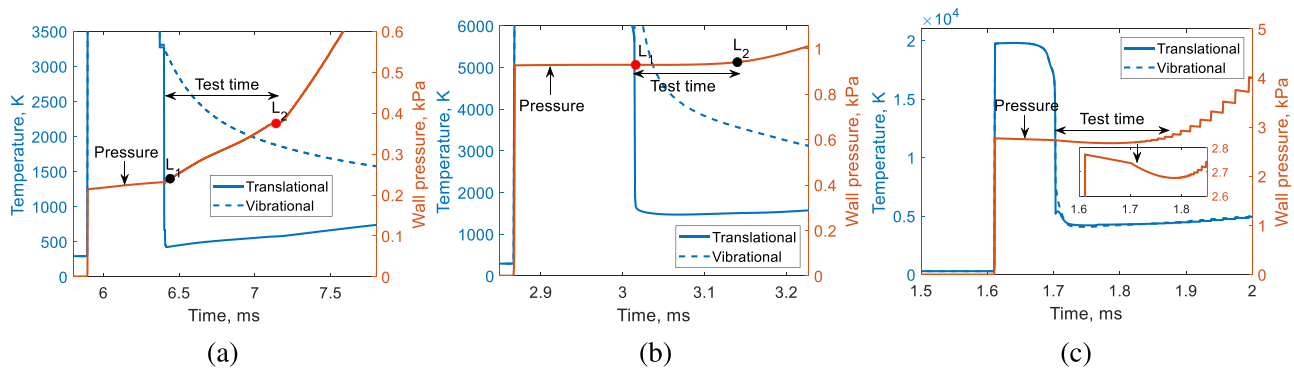 3500
3000
2500
2000
1500
1000
500
0
Temperature, K
6
6.5
7
7.5
Time, ms
0.6
0.5
0.4
0.3
0.2
0.1
0
Wall pressure, kPa
Test time
L2
L1
Pressure
Translational
Vibrational
(a)
6000
5000
4000
3000
2000
1000
0
Temperature, K
2.9
3
3.1
3.2
Time, ms
1
0.8
0.6
0.4
0.2
0
Wall pressure, kPa
L1
L2
Test time
Pressure
Translational
Vibrational
(b)
×10^4
2
1.5
1
0.5
0
Temperature, K
1.5
1.6
1.7
1.8
1.9
2
Time, ms
5
4
3
2
1
0
Wall pressure, kPa
Translational
Vibrational
Pressure
Test time
2.8
2.7
2.6
1.6
1.7
1.8
(c)